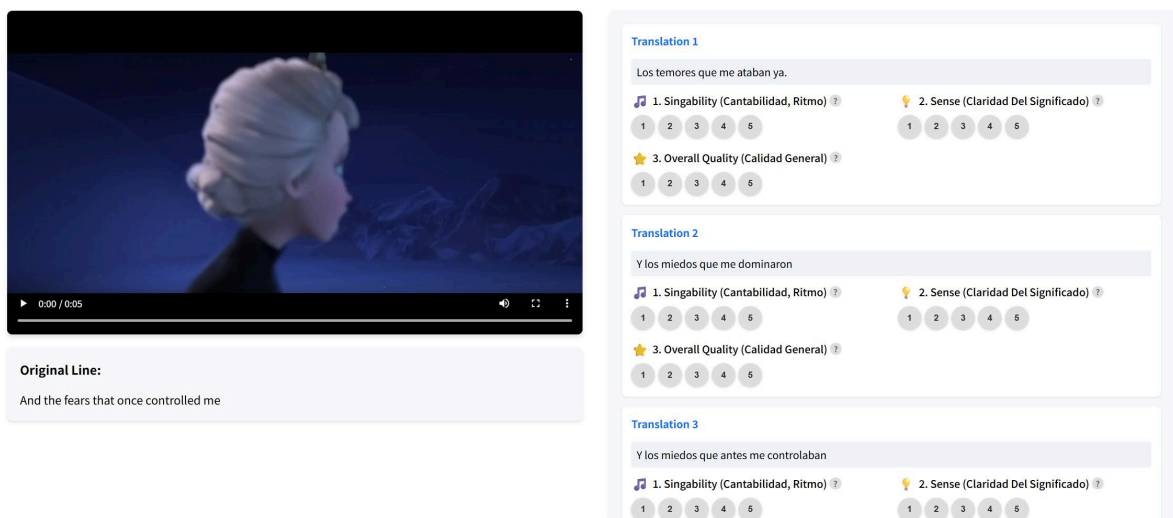 0:00 / 0:05
Original Line:
And the fears that once controlled me
Translation 1
Los temores que me ataban ya.
1. Singability (Cantabilidad, Ritmo) ?
1 2 3 4 5
2. Sense (Claridad Del Significado) ?
1 2 3 4 5
3. Overall Quality (Calidad General) ?
1 2 3 4 5
Translation 2
Y los miedos que me dominaron
1. Singability (Cantabilidad, Ritmo) ?
1 2 3 4 5
2. Sense (Claridad Del Significado) ?
1 2 3 4 5
3. Overall Quality (Calidad General) ?
1 2 3 4 5
Translation 3
Y los miedos que antes me controlaban
1. Singability (Cantabilidad, Ritmo) ?
1 2 3 4 5
2. Sense (Claridad Del Significado) ?
1 2 3 4 5